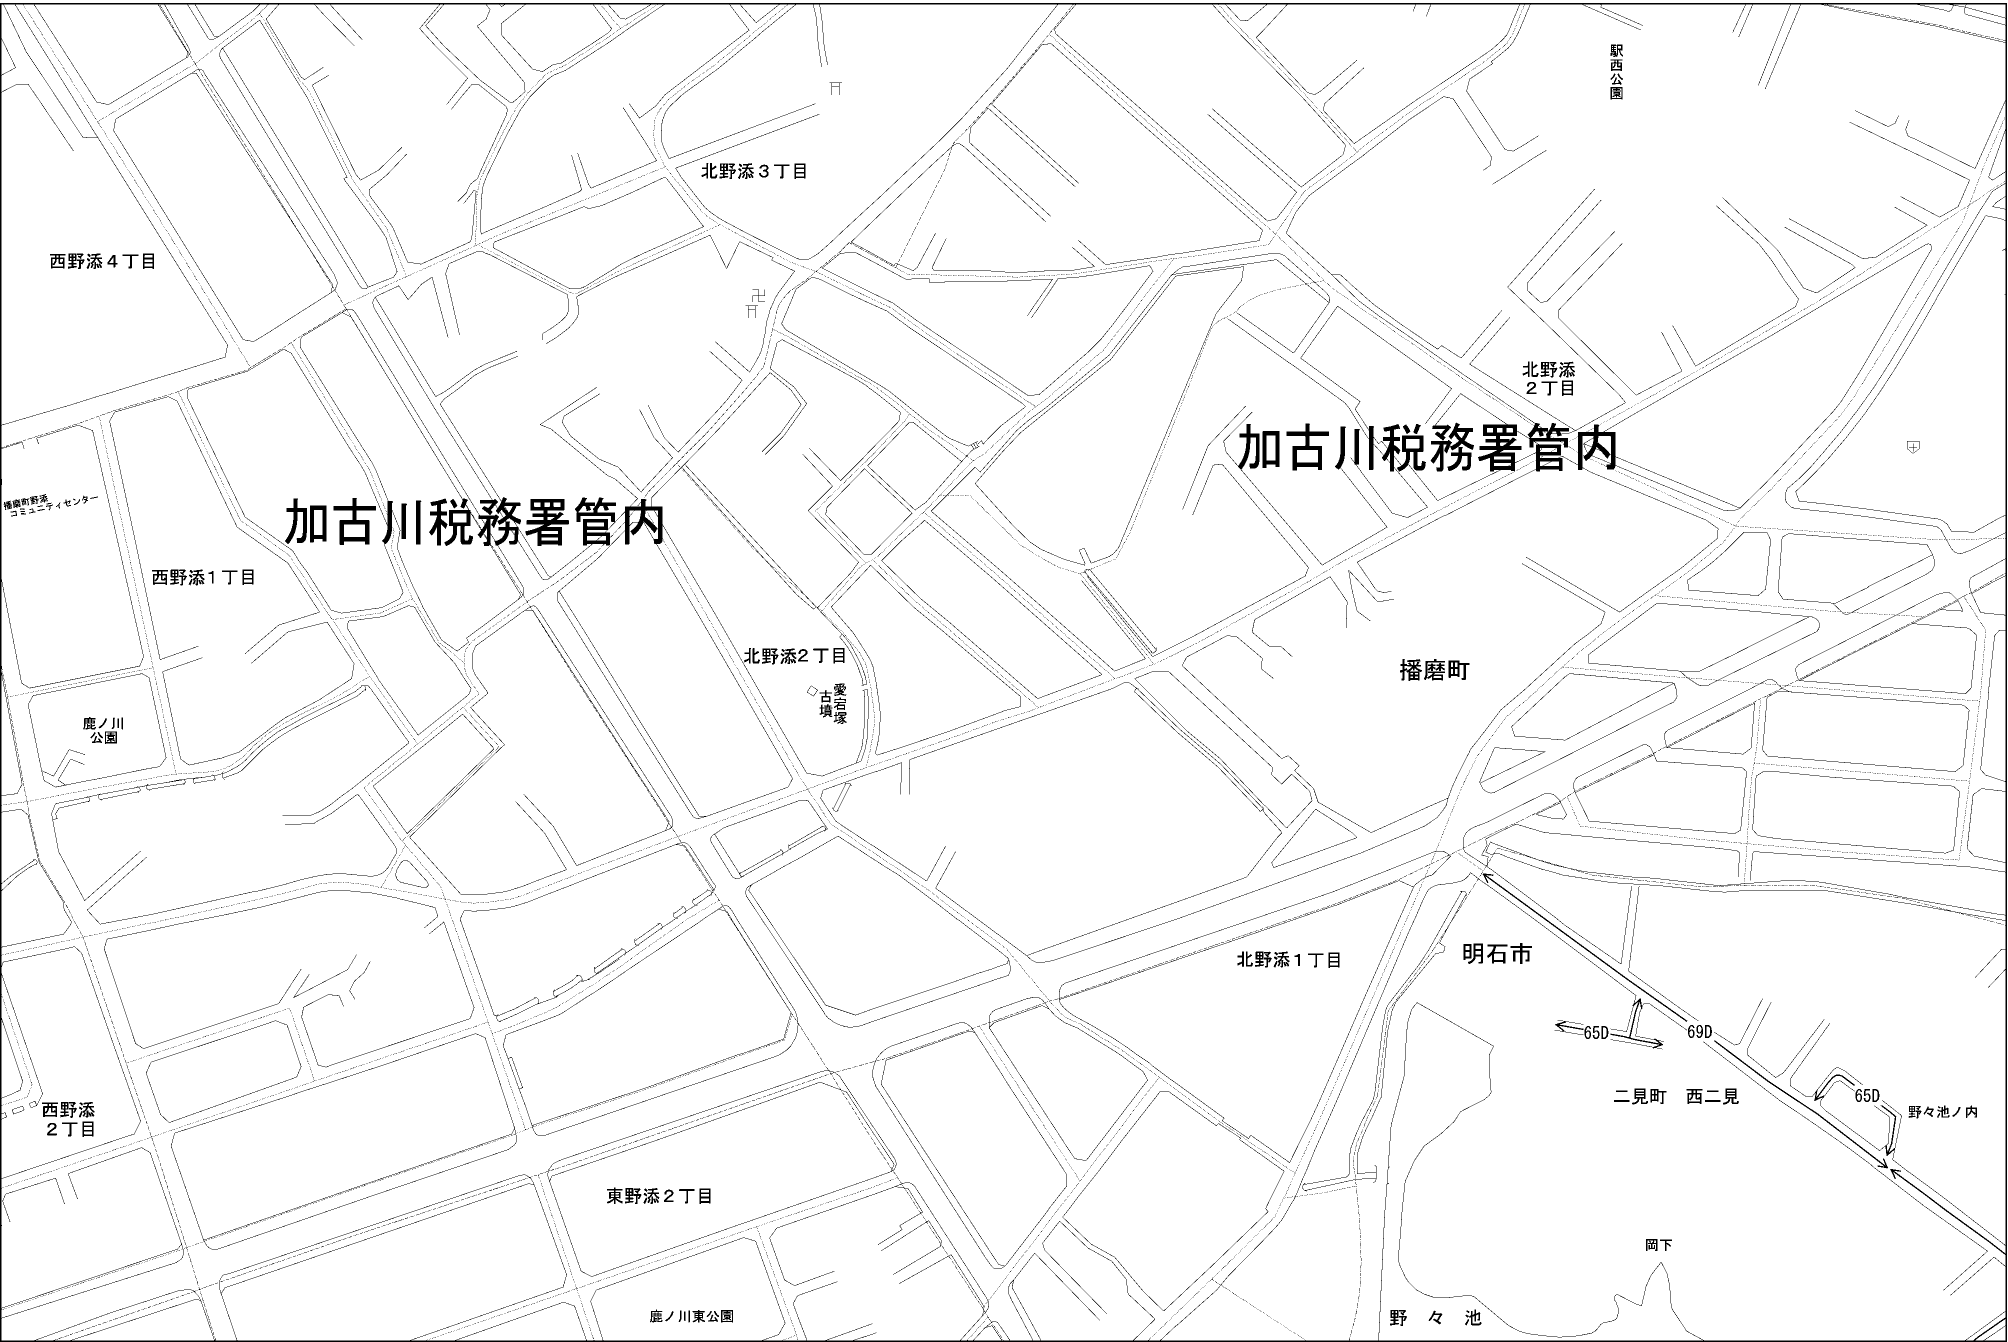 駅西公園
北野添３丁目
西野添４丁目
北野添
２丁目
加古川税務署管内
播磨町野添
コミュニティセンター
加古川税務署管内
西野添１丁目
北野添２丁目
播磨町
愛宕塚
古墳
鹿ノ川
公園
明石市
北野添１丁目
65D
69D
二見町　西二見
65D
野々池ノ内
西野添
２丁目
東野添２丁目
岡下
鹿ノ川東公園
野々池